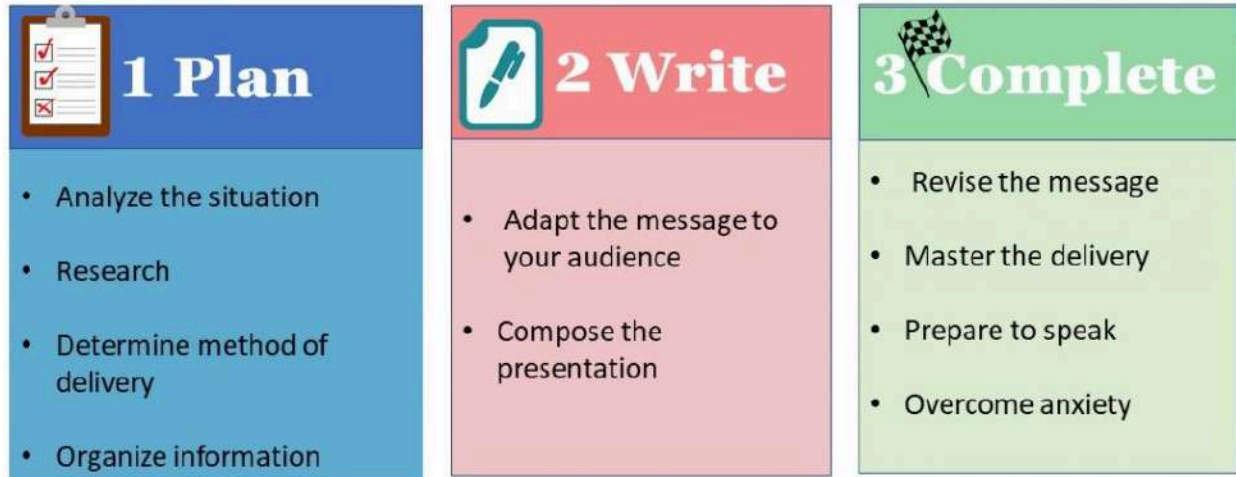 1 Plan
• Analyze the situation
• Research
• Determine method of
delivery
• Organize information
2 Write
• Adapt the message to
your audience
• Compose the
presentation
3 Complete
• Revise the message
• Master the delivery
• Prepare to speak
• Overcome anxiety